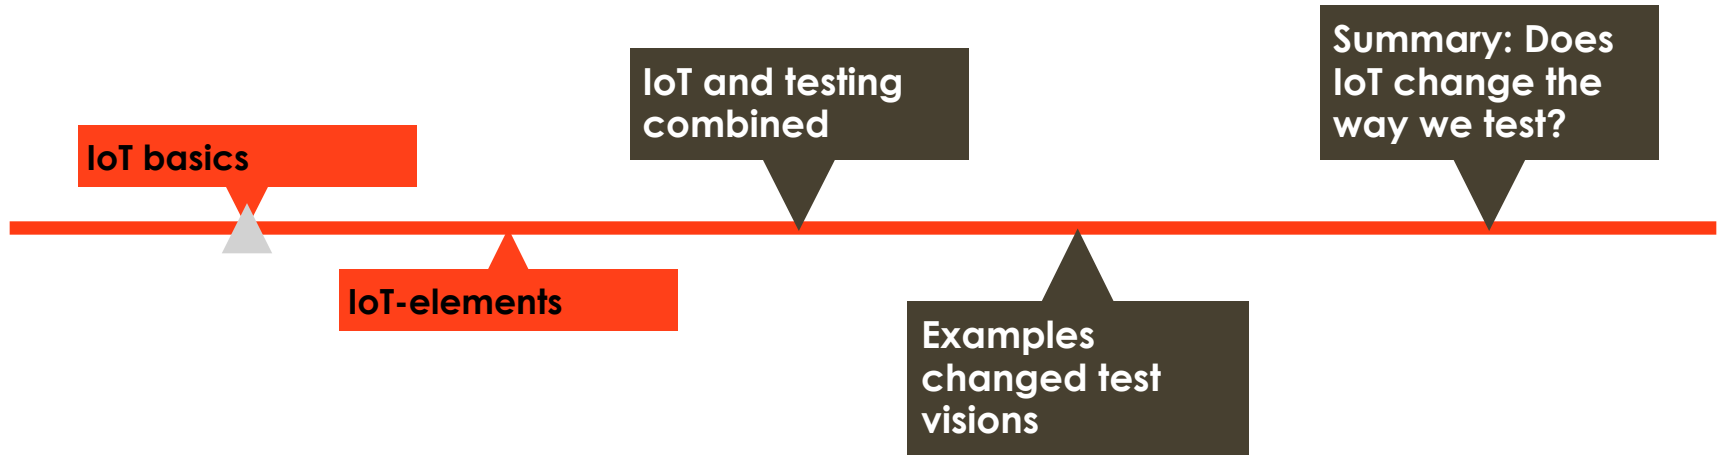 IoT basics
IoT-elements
IoT and testing
combined
Examples
changed test
visions
Summary: Does
IoT change the
way we test?